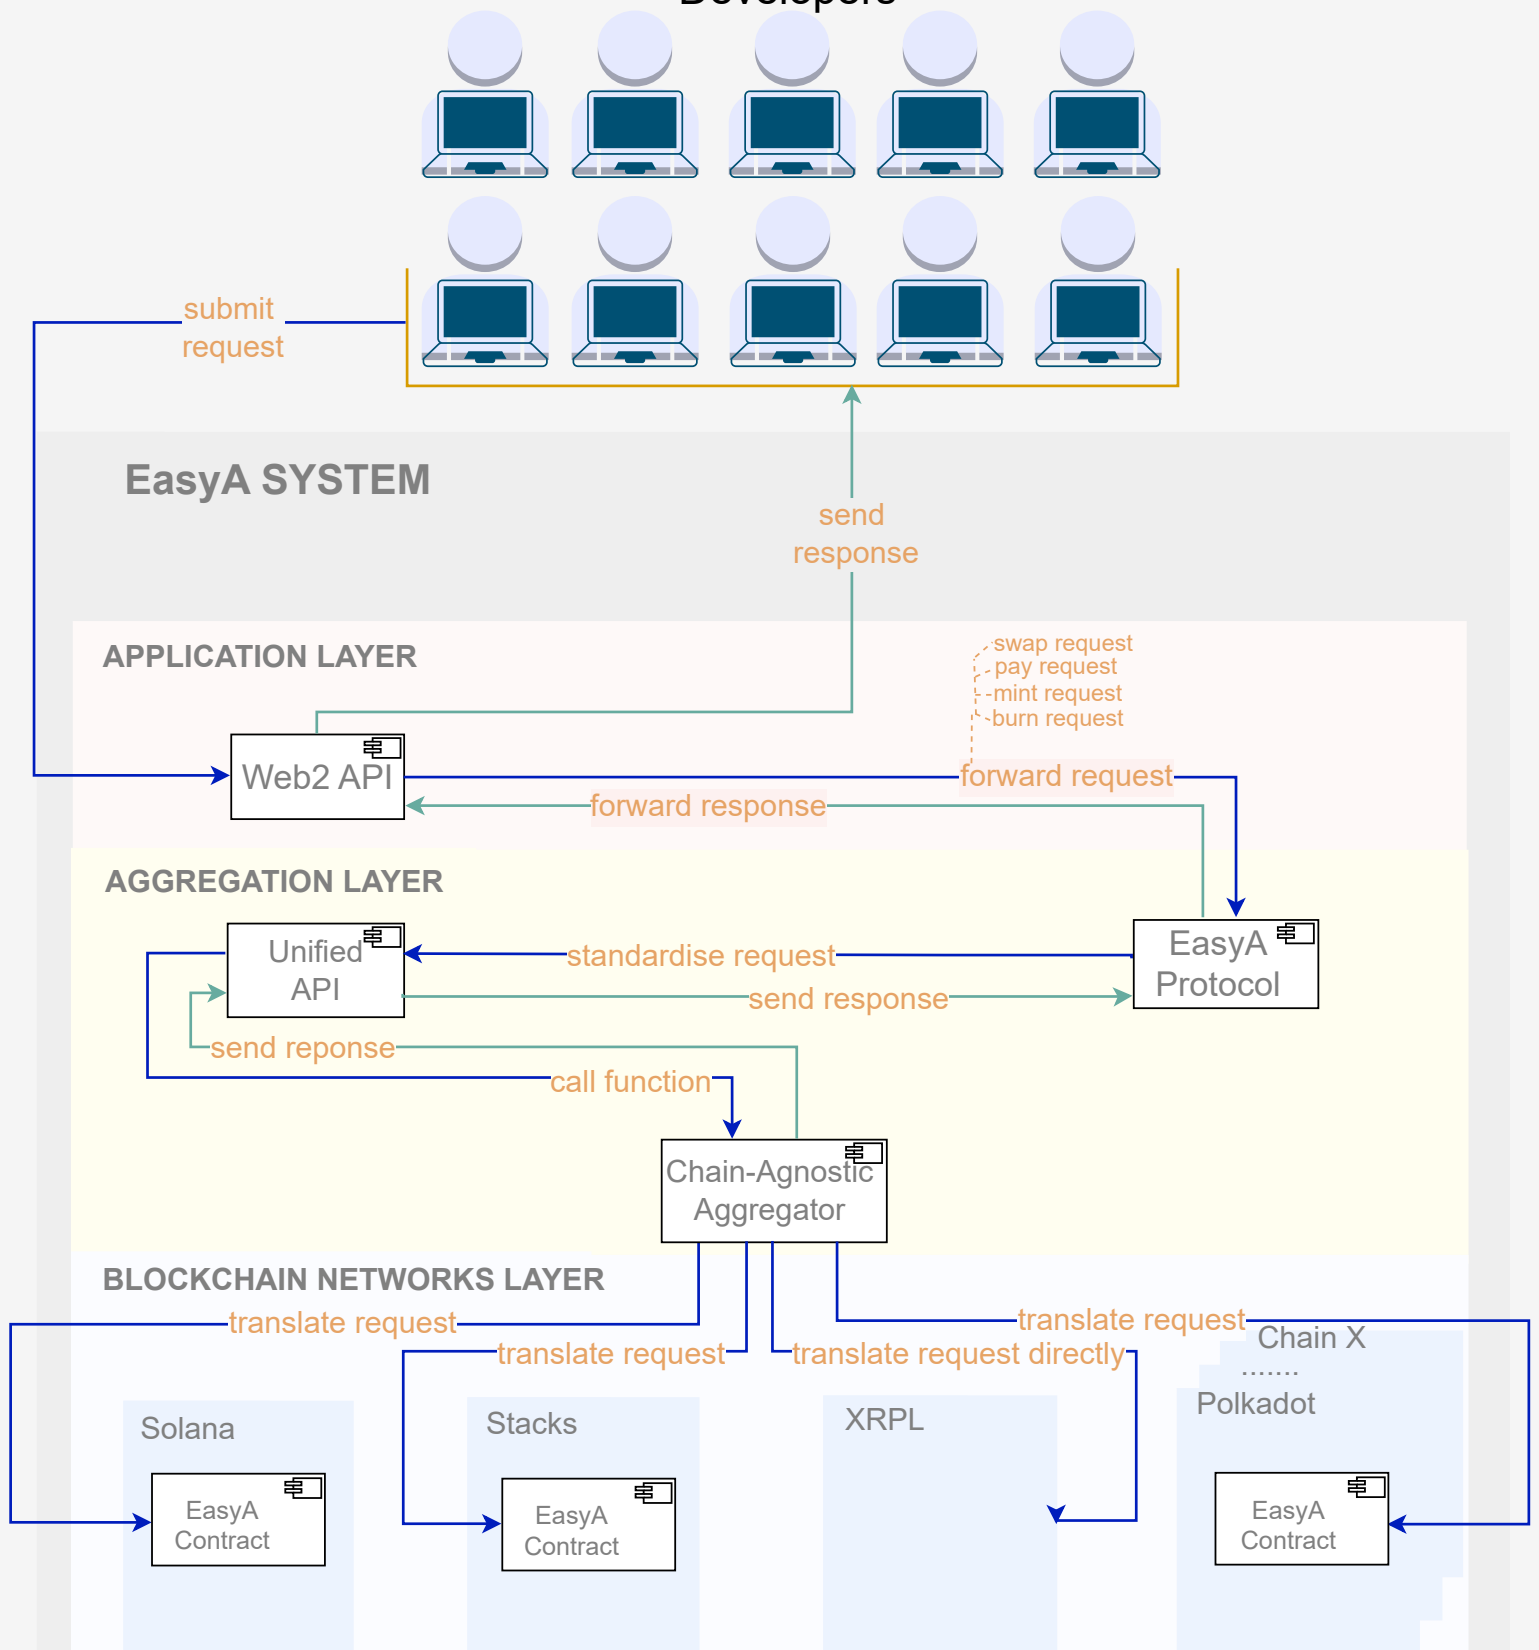 Developers
submit
request
EasyA SYSTEM
send
response
APPLICATION LAYER
swap request
pay request
mint request
burn request
Web2 API
forward request
forward response
AGGREGATION LAYER
Unified
API
standardise request
EasyA
Protocol
send response
send reponse
call function
Chain-Agnostic
Aggregator
BLOCKCHAIN NETWORKS LAYER
translate request
translate request
translate request directly
translate request
Chain X
.......
Polkadot
Solana
Stacks
XRPL
EasyA
Contract
EasyA
Contract
EasyA
Contract